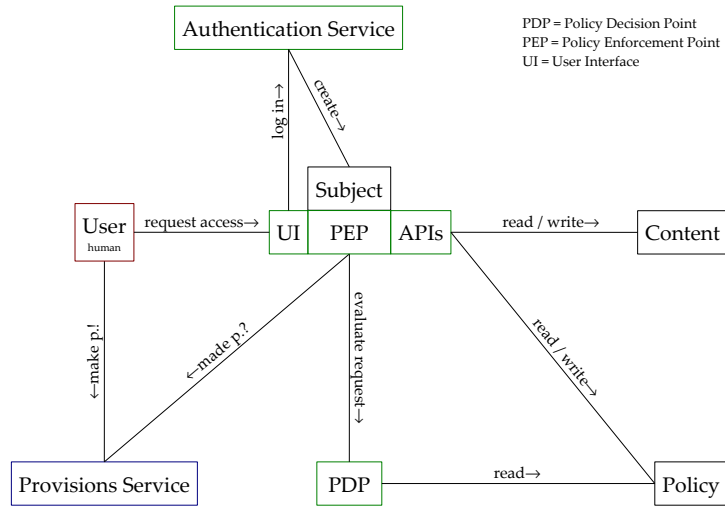 Authentication Service
PDP = Policy Decision Point
PEP = Policy Enforcement Point
UI = User Interface
log in→
create→
Subject
User
human
request access→
UI
PEP
APIs
read / write→
Content
←make p.!
←made p.?
evaluate request→
read / write→
Provisions Service
PDP
read→
Policy